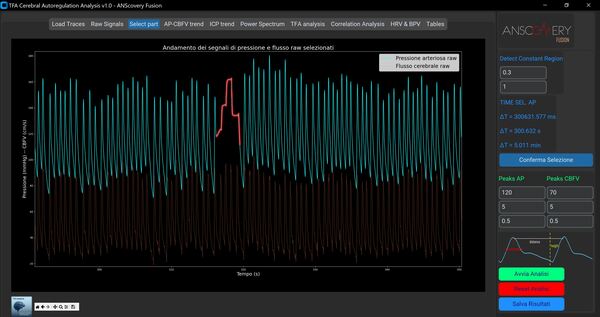 TFA Cerebral Autoregulation Analysis v1.0 - ANScovery Fusion
Load Traces Raw Signals Select part AP-CBFV trend ICP trend Power Spectrum TFA analysis Correlation Analysis HRV & BPV Tables
Andamento dei segnali di pressione e flusso raw selezionati
Pressione arteriosa raw
Flusso cerebrale raw
Pressione (mmHg) -- CBFV (cm/s)
Tempo (s)
ANSCOVERY
FUSION
Detect Constant Region
0.3
1
TIME SEL. AP
ΔT = 300631.577 ms
ΔT = 300.632 s
ΔT = 5.011 min
Conferma Selezione
Peaks AP Peaks CBFV
120 70
5 5
0.5 0.5
distance
height
Avvia Analisi
Reset Analisi
Salva Risultati